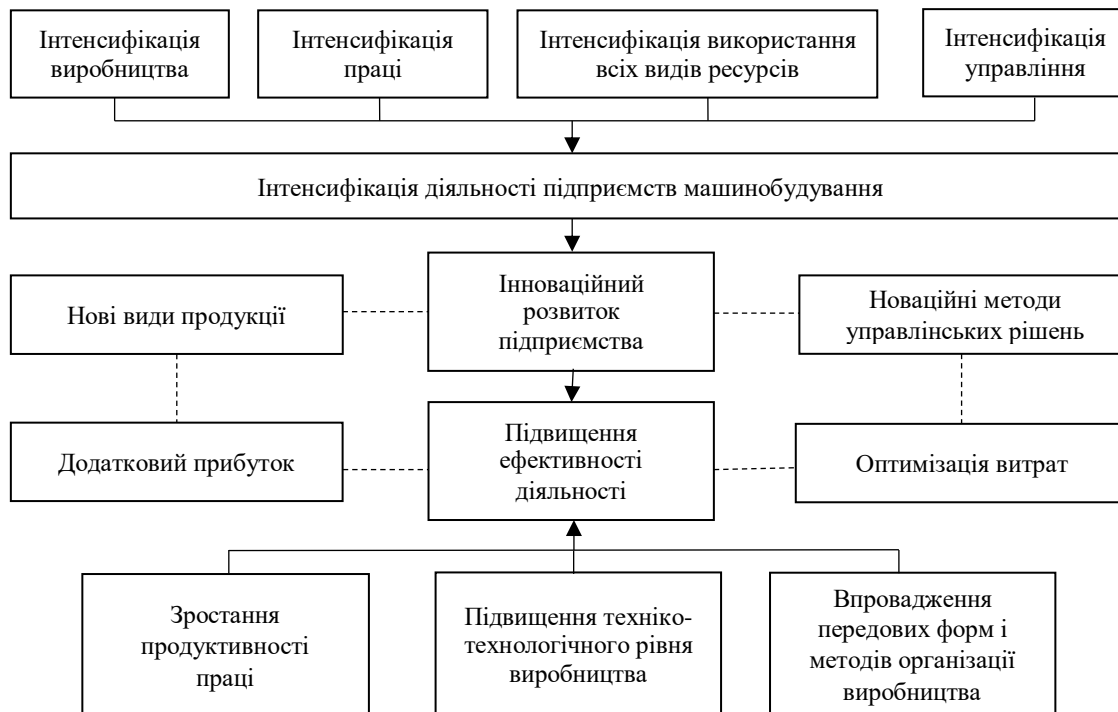 Інтенсифікація
виробництва
Інтенсифікація
праці
Інтенсифікація використання
всіх видів ресурсів
Інтенсифікація
управління
Інтенсифікація діяльності підприємств машинобудування
Нові види продукції
Інноваційний
розвиток
підприємства
Новаційні методи
управлінських рішень
Додатковий прибуток
Підвищення
ефективності
діяльності
Оптимізація витрат
Зростання
продуктивності
праці
Підвищення техніко-
технологічного рівня
виробництва
Впровадження
передових форм і
методів організації
виробництва